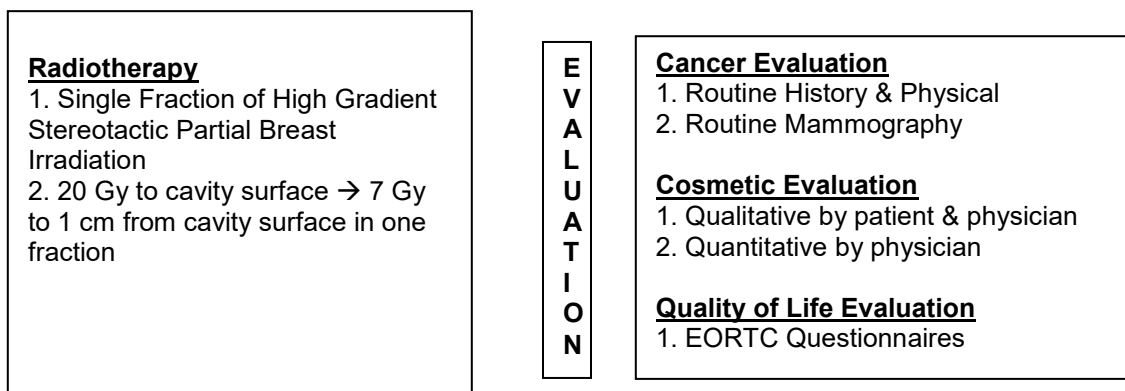 Radiotherapy
1. Single Fraction of High Gradient
Stereotactic Partial Breast
Irradiation
2. 20 Gy to cavity surface → 7 Gy
to 1 cm from cavity surface in one
fraction
E
V
A
L
U
A
T
I
O
N
Cancer Evaluation
1. Routine History & Physical
2. Routine Mammography
Cosmetic Evaluation
1. Qualitative by patient & physician
2. Quantitative by physician
Quality of Life Evaluation
1. EORTC Questionnaires